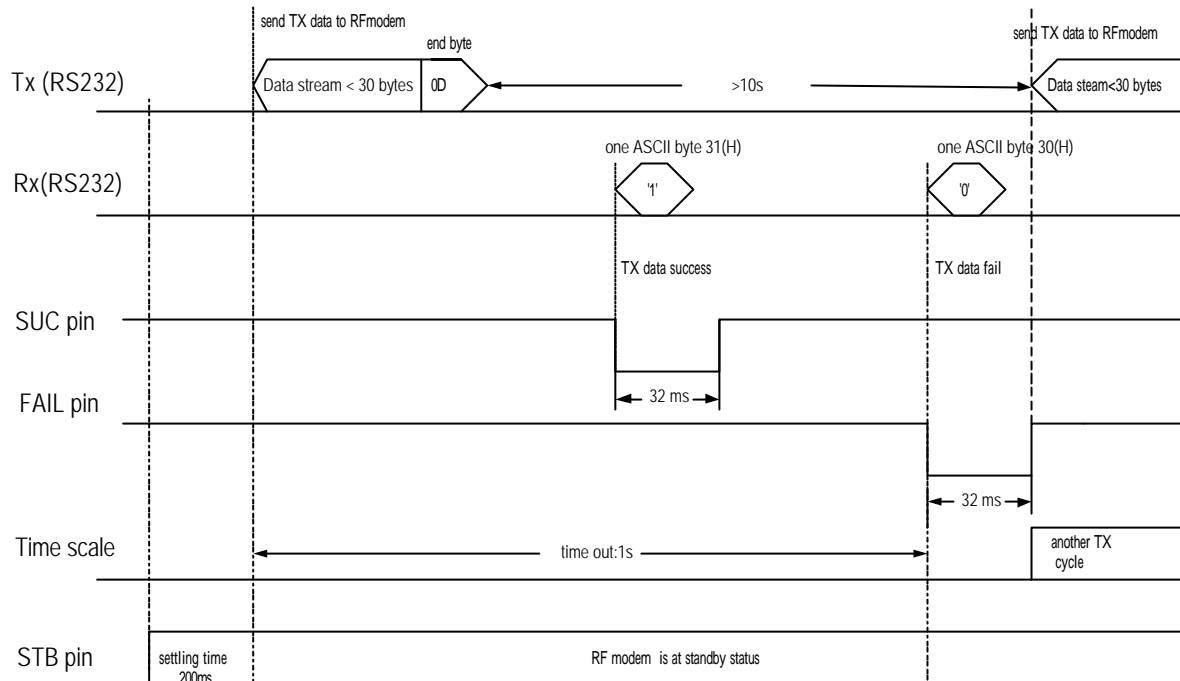 send TX data to RFmodem
send TX data to RFmodem
end byte
Tx (RS232)
Data stream < 30 bytes
0D
>10s
Data steam<30 bytes
one ASCII byte 31(H)
one ASCII byte 30(H)
Rx(RS232)
'1'
'0'
TX data success
TX data fail
SUC pin
32 ms
FAIL pin
32 ms
Time scale
time out:1s
another TX
cycle
STB pin
settling time
200ms
RF modem is at standby status